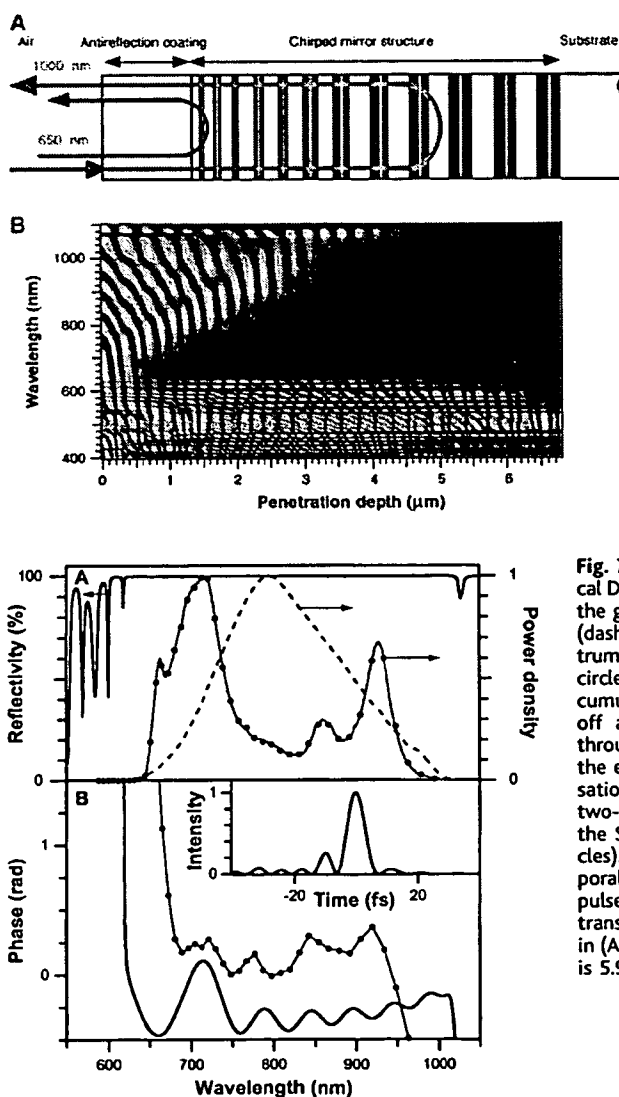 A
Air Antireflection coating Chirped mirror structure Substrate
1000 nm
650 nm
B
Wavelength (nm)
1000
800
600
400
0 1 2 3 4 5 6
Penetration depth (μm)
A
Reflectivity (%)
100
0
Power density
1
0
B
Phase (rad)
1
0
Intensity
1
0
-20 20
Time (fs)
600 700 800 900 1000
Wavelength (nm)
Fig. 7
cal D
the g
(dash
trum
circle
cumu
off a
throu
the e
sation
two-
the S
cles)
poral
pulse
trans
in (A
is 5.9